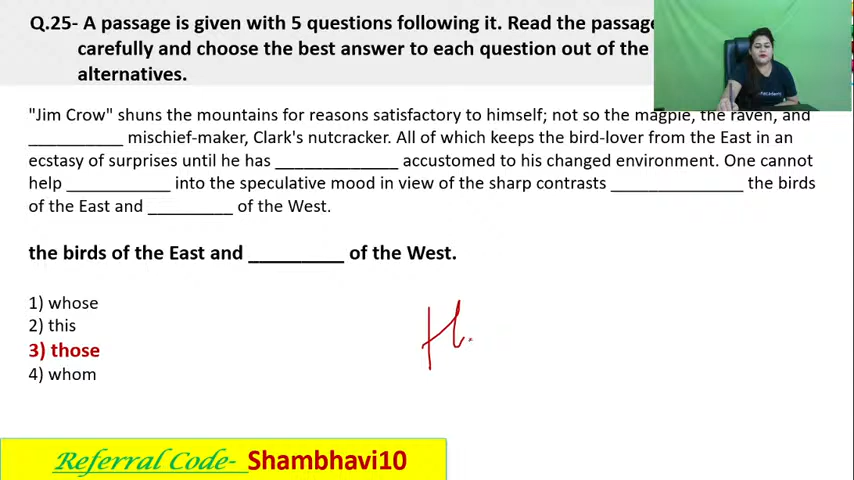 Q.25- A passage is given with 5 questions following it. Read the passage
carefully and choose the best answer to each question out of the
alternatives.
"Jim Crow" shuns the mountains for reasons satisfactory to himself; not so the magpie, the raven, and
__________ mischief-maker, Clark's nutcracker. All of which keeps the bird-lover from the East in an
ecstasy of surprises until he has _____________ accustomed to his changed environment. One cannot
help ___________ into the speculative mood in view of the sharp contrasts ______________ the birds
of the East and _________ of the West.
the birds of the East and _________ of the West.
1) whose
2) this
3) those
4) whom
Referral Code- Shambhavi10